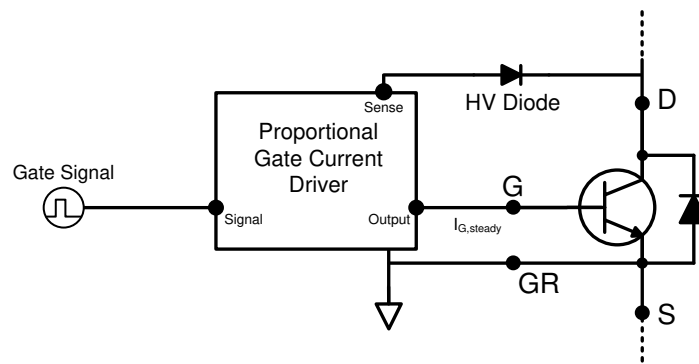 Sense
HV Diode
D
Proportional
Gate Current
Driver
Gate Signal
G
Signal
Output
I_G,steady
GR
S